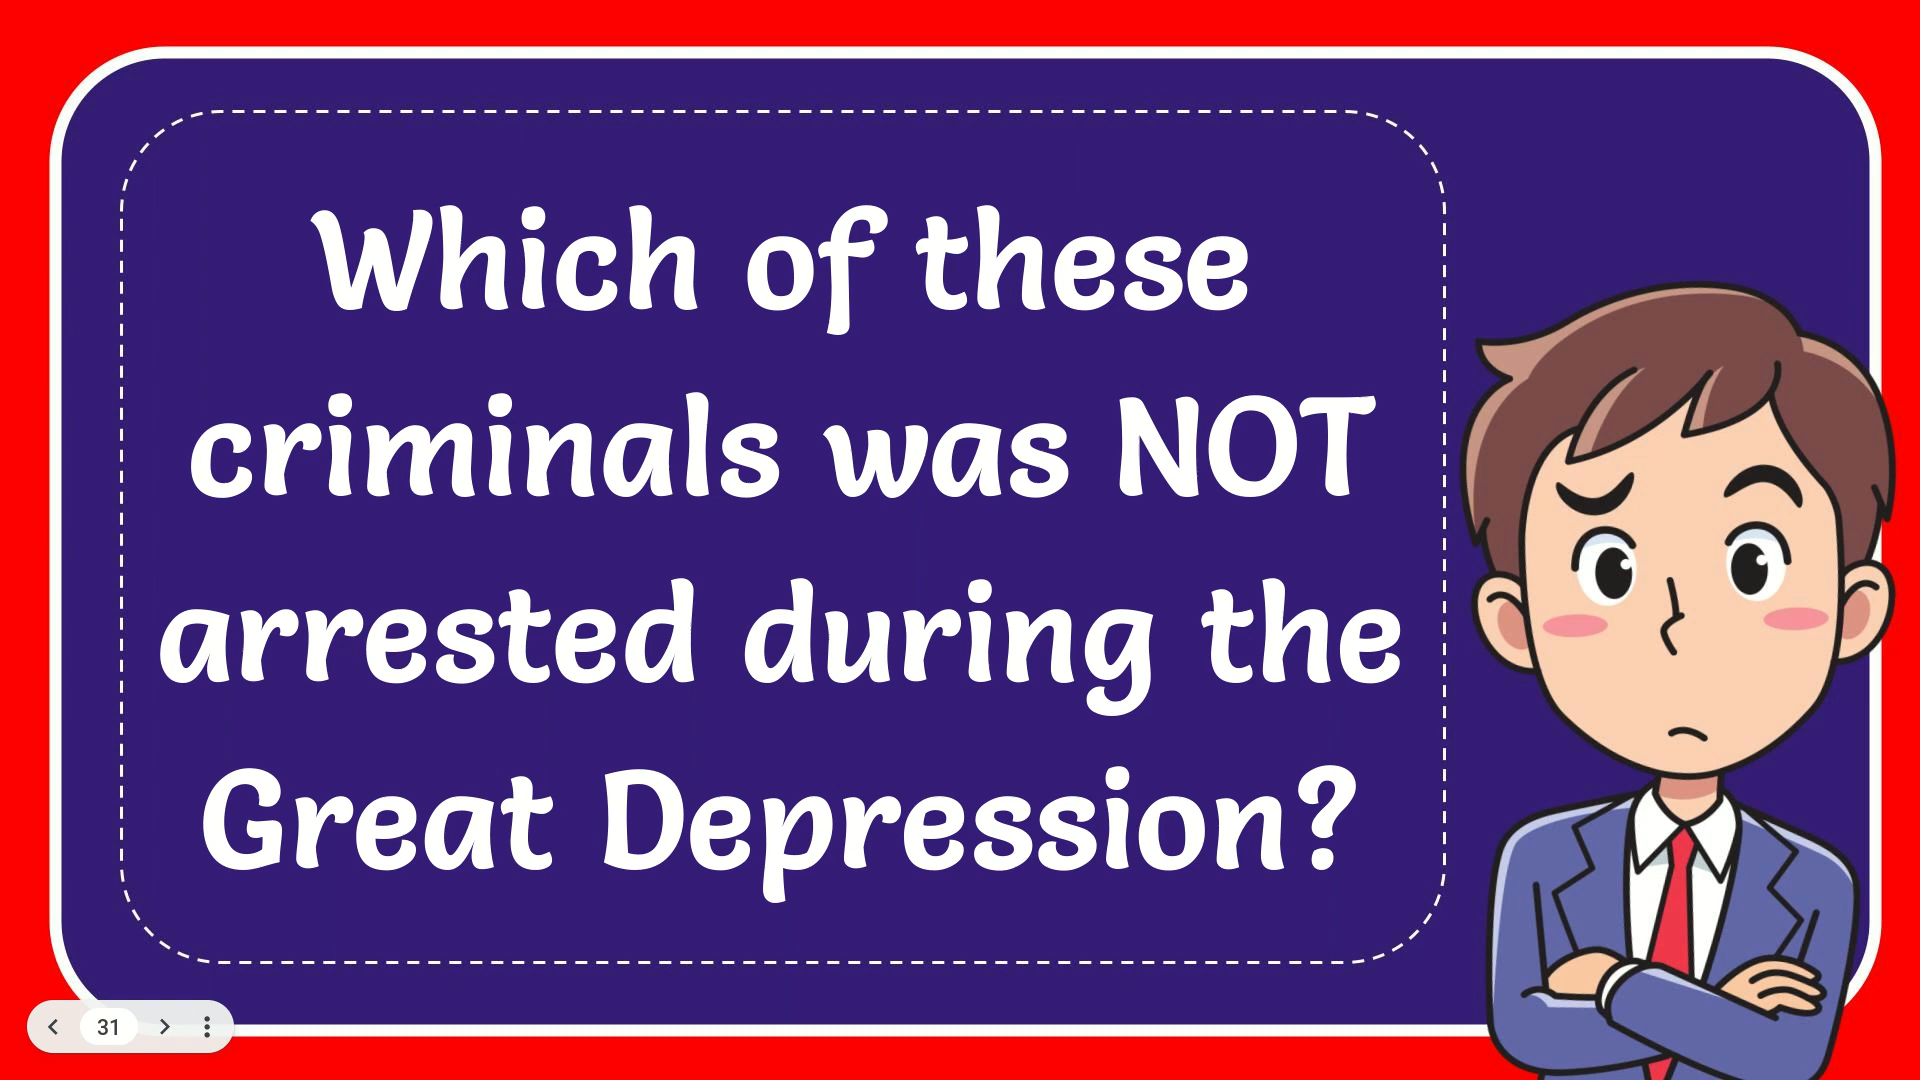 Which of these
criminals was NOT
arrested during the
Great Depression?
31